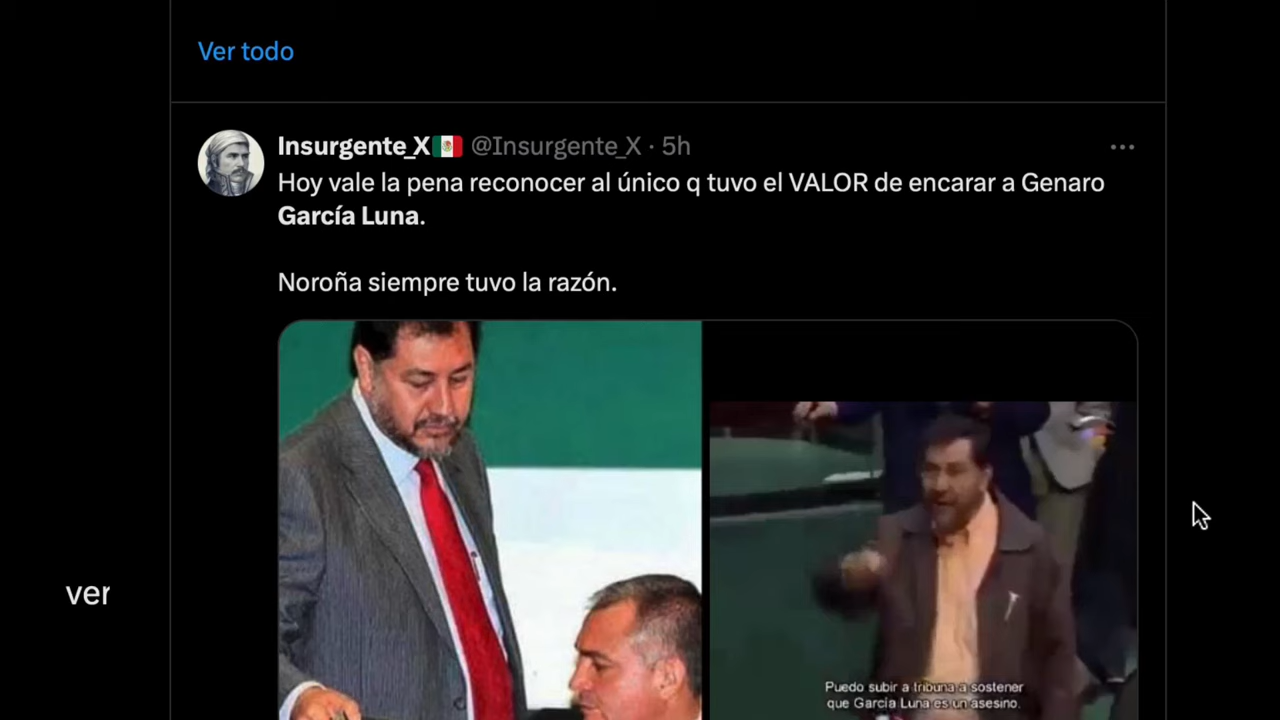 Ver todo
Insurgente_X🇲🇽 @Insurgente_X · 5h
Hoy vale la pena reconocer al único q tuvo el VALOR de encarar a Genaro
García Luna.
Noroña siempre tuvo la razón.
ver
Puedo subir a tribuna a sostener
que García Luna es un asesino.